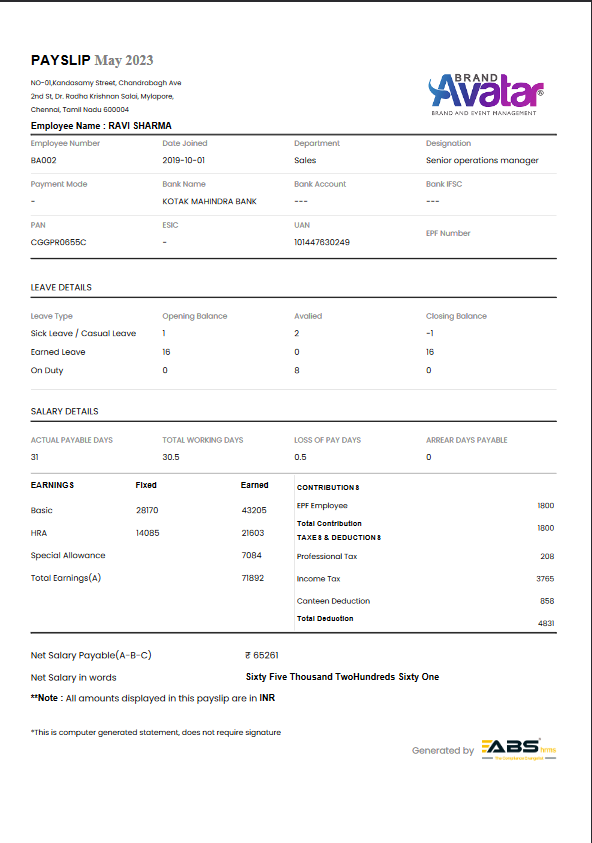 PAYSLIP May 2023
NO-01,Kandasamy Street, Chandrabagh Ave
2nd St, Dr. Radha Krishnan Salai, Mylapore,
Chennai, Tamil Nadu 600004
BRAND
Avatar®
BRAND AND EVENT MANAGEMENT
Employee Name : RAVI SHARMA
Employee Number Date Joined Department Designation
BA002 2019-10-01 Sales Senior operations manager
Payment Mode Bank Name Bank Account Bank IFSC
- KOTAK MAHINDRA BANK --- ---
PAN ESIC UAN EPF Number
CGGPR0655C - 101447630249
LEAVE DETAILS
Leave Type Opening Balance Avalied Closing Balance
Sick Leave / Casual Leave 1 2 -1
Earned Leave 16 0 16
On Duty 0 8 0
SALARY DETAILS
ACTUAL PAYABLE DAYS TOTAL WORKING DAYS LOSS OF PAY DAYS ARREAR DAYS PAYABLE
31 30.5 0.5 0
EARNINGS Fixed Earned
Basic 28170 43205
HRA 14085 21603
Special Allowance 7084
Total Earnings(A) 71892
CONTRIBUTIONS
EPF Employee 1800
Total Contribution 1800
TAXES & DEDUCTIONS
Professional Tax 208
Income Tax 3765
Canteen Deduction 858
Total Deduction 4831
Net Salary Payable(A-B-C) ₹ 65261
Net Salary in words Sixty Five Thousand TwoHundreds Sixty One
**Note : All amounts displayed in this payslip are in INR
*This is computer generated statement, does not require signature
Generated by ABS firms
The Compliance Energiser